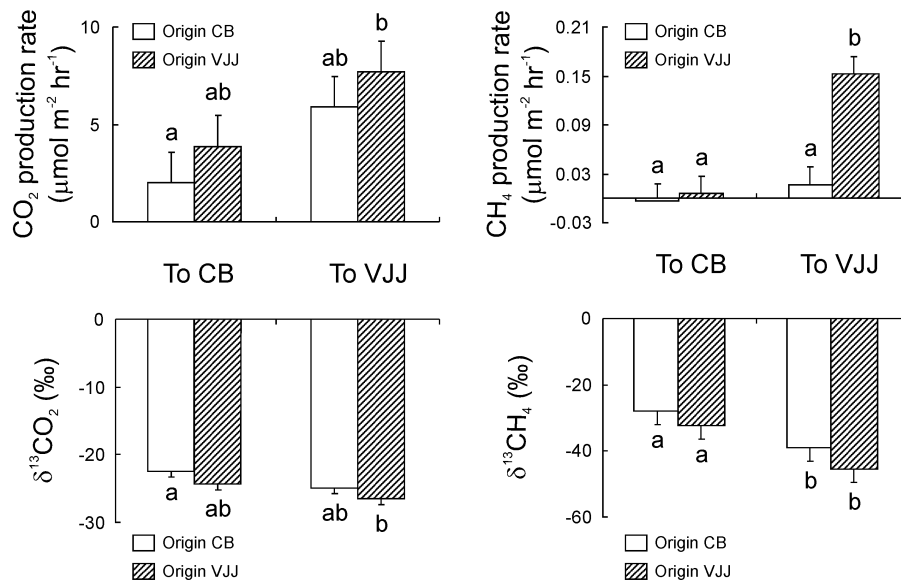 CO₂ production rate
(μmol m⁻² hr⁻¹)
10
5
0
Origin CB
Origin VJJ
a
ab
ab
b
CH₄ production rate
(μmol m⁻² hr⁻¹)
0.21
0.15
0.09
0.03
-0.03
Origin CB
Origin VJJ
a
a
a
b
To CB
To VJJ
To CB
To VJJ
δ¹³CO₂ (‰)
0
-10
-20
-30
a
ab
ab
b
Origin CB
Origin VJJ
δ¹³CH₄ (‰)
0
-20
-40
-60
a
a
b
b
Origin CB
Origin VJJ